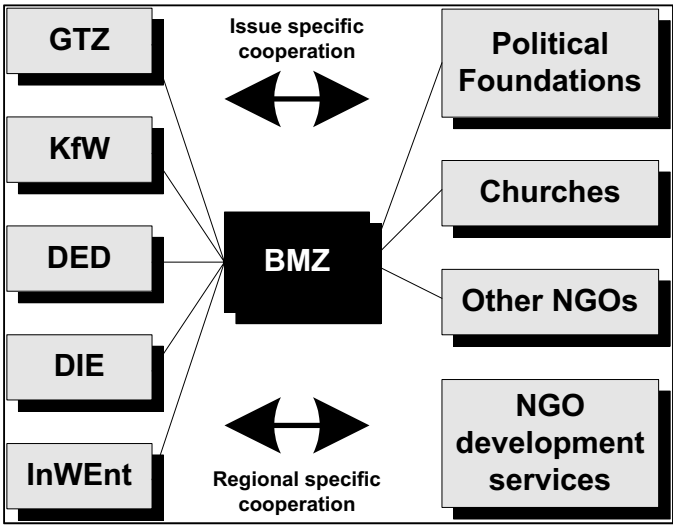 GTZ
KfW
DED
DIE
InWEnt
Issue specific
cooperation
BMZ
Regional specific
cooperation
Political
Foundations
Churches
Other NGOs
NGO
development
services